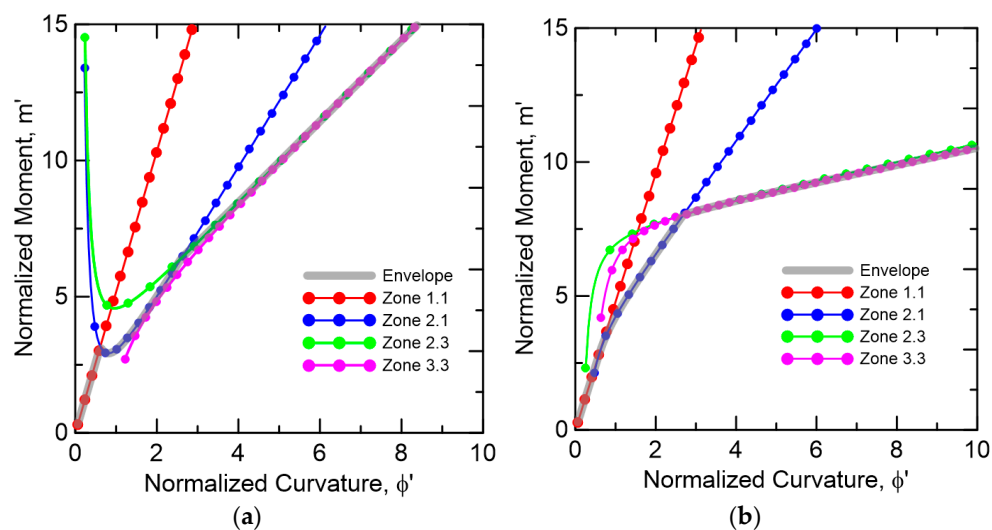 15
10
5
0
Normalized Moment, m'
0 2 4 6 8 10
Normalized Curvature, ϕ'
Envelope
Zone 1.1
Zone 2.1
Zone 2.3
Zone 3.3
(a)
15
10
5
0
Normalized Moment, m'
0 2 4 6 8 10
Normalized Curvature, ϕ'
Envelope
Zone 1.1
Zone 2.1
Zone 2.3
Zone 3.3
(b)